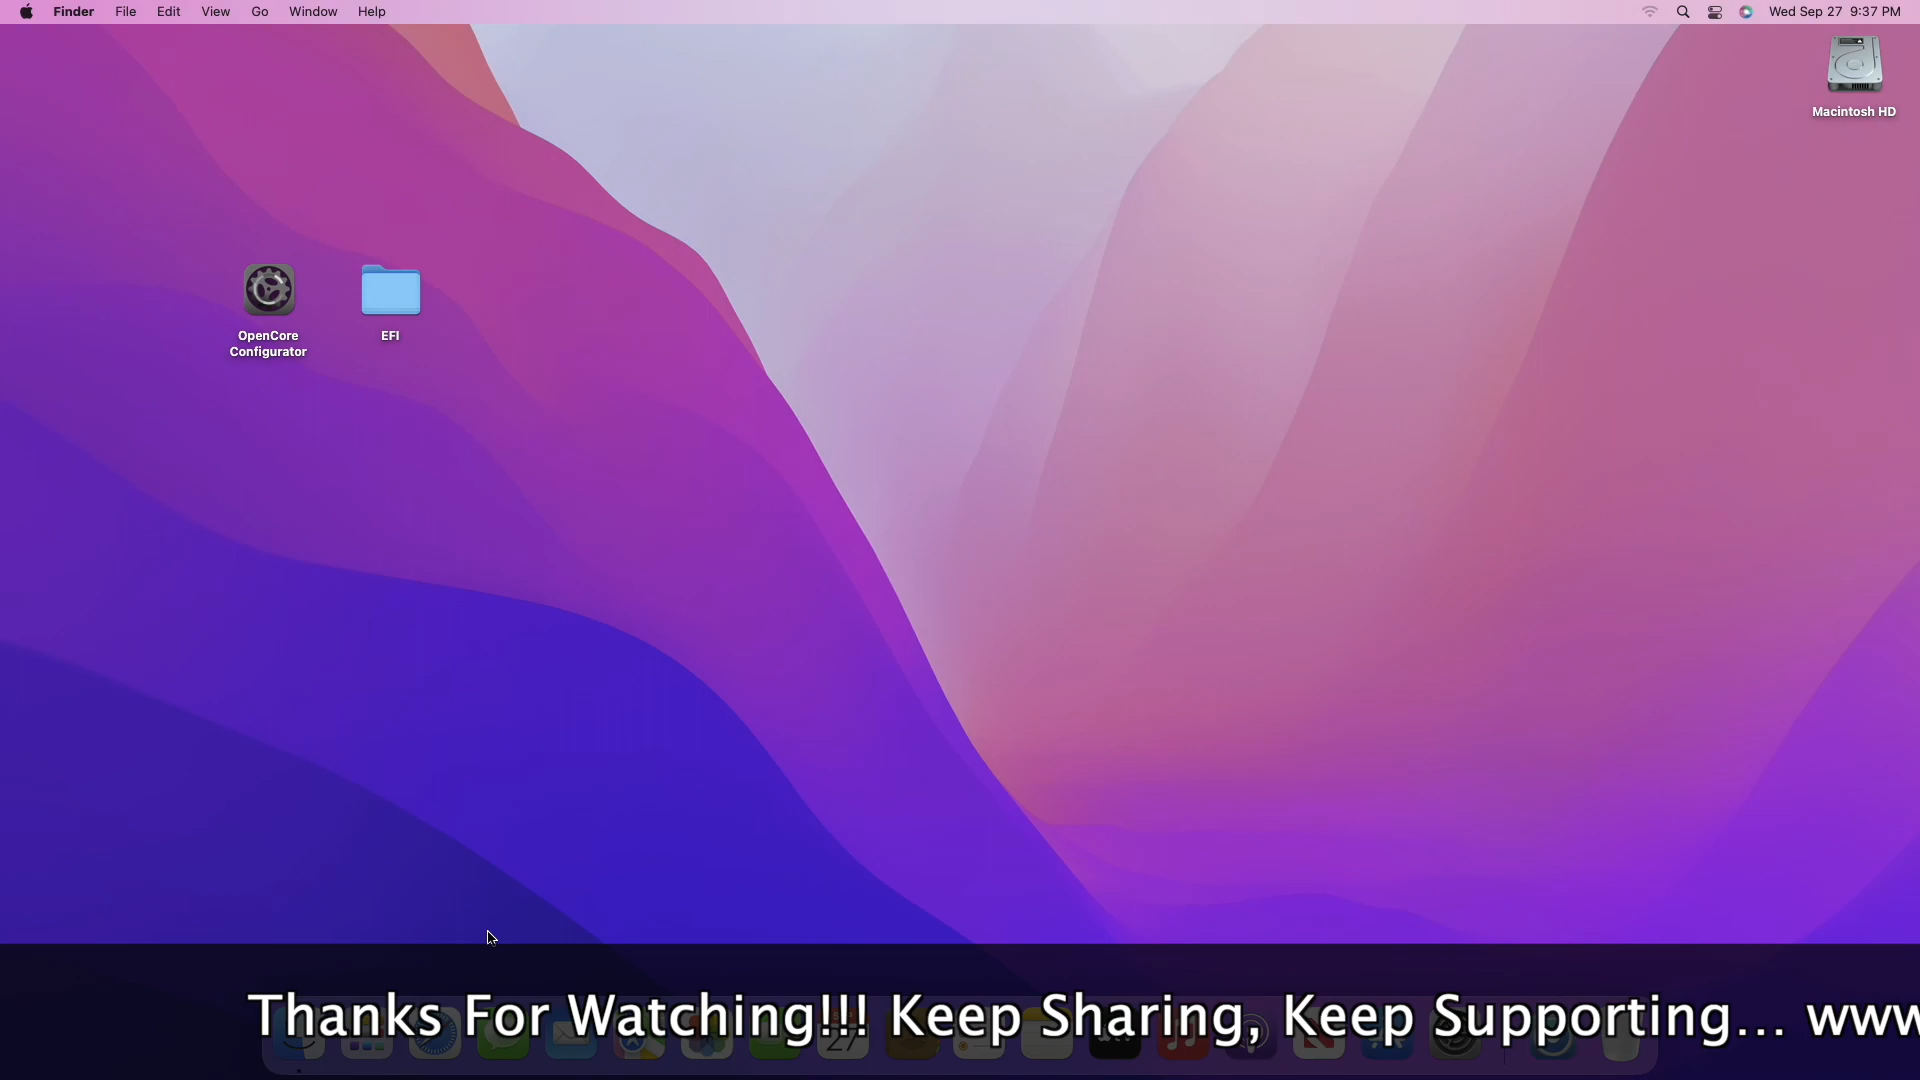 Finder File Edit View Go Window Help Wed Sep 27 9:37 PM
Macintosh HD
OpenCore
Configurator
EFI
Thanks For Watching!!! Keep Sharing, Keep Supporting... www
27